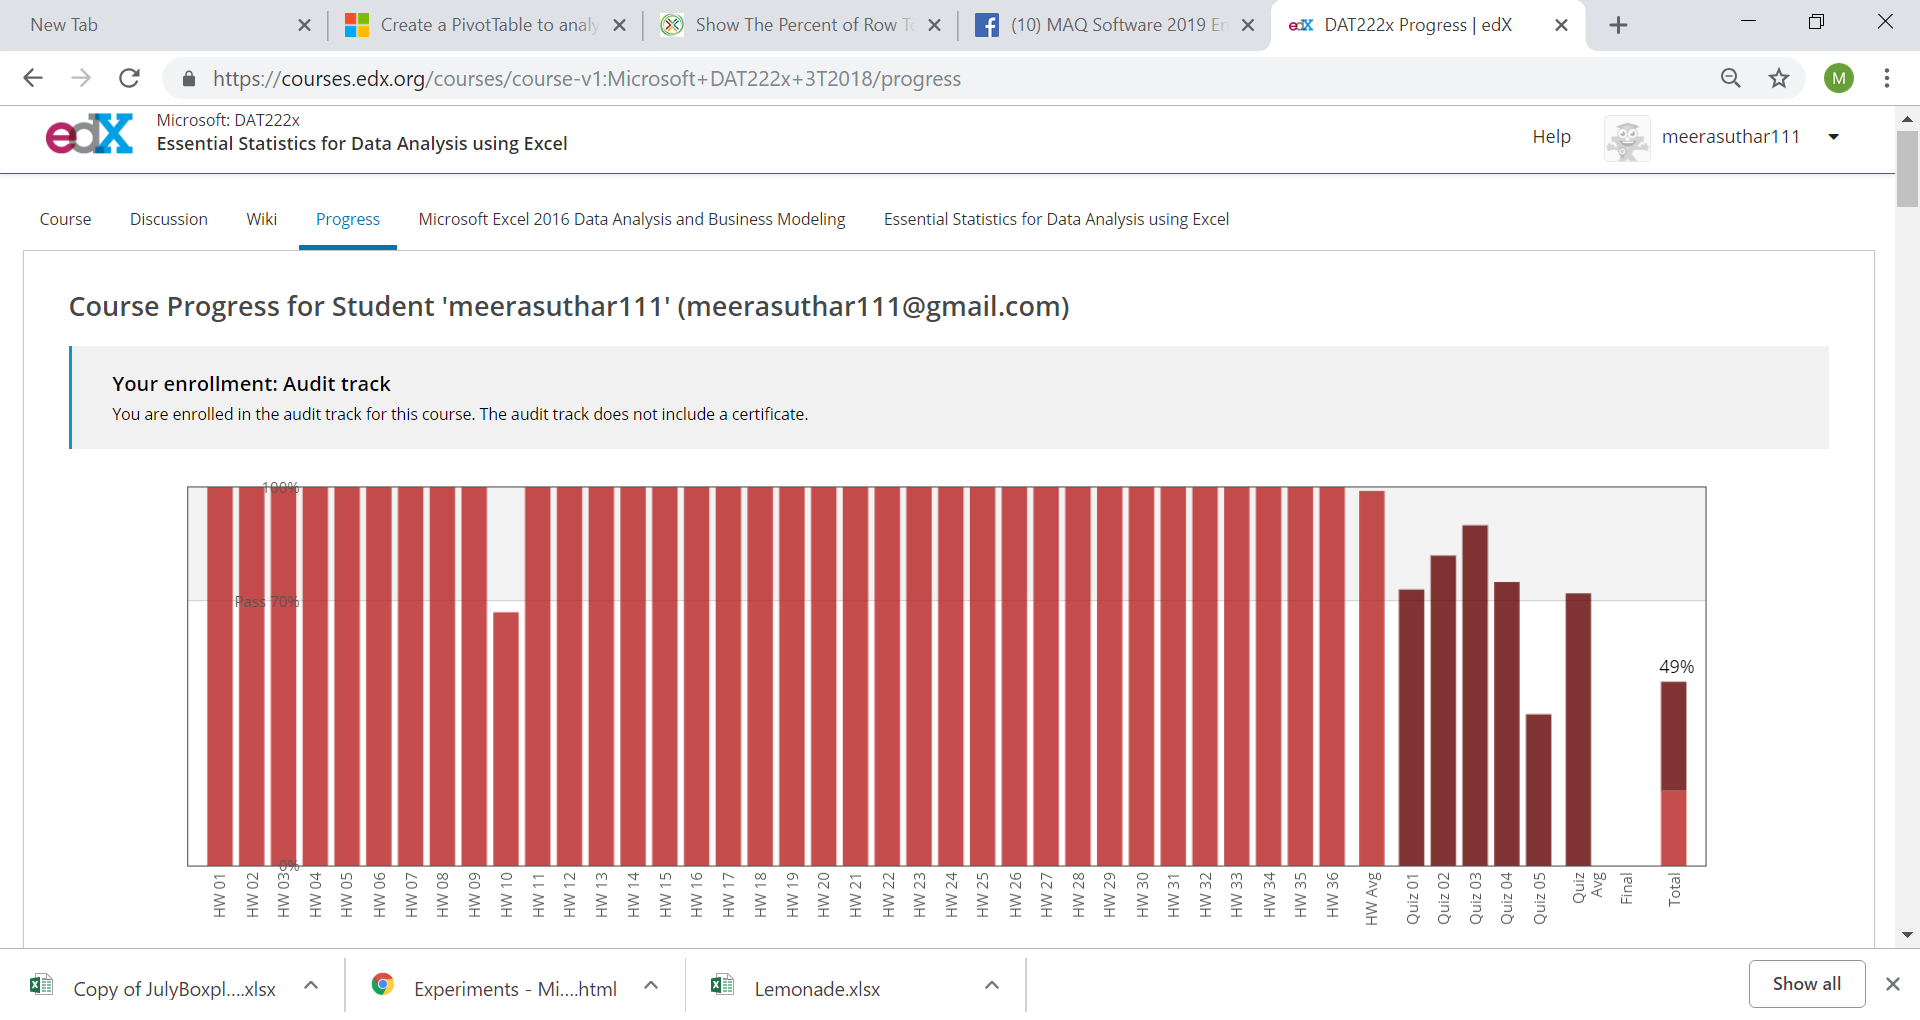 New Tab
Create a PivotTable to analy
Show The Percent of Row To
(10) MAQ Software 2019 En
edX DAT222x Progress | edX
https://courses.edx.org/courses/course-v1:Microsoft+DAT222x+3T2018/progress
M
edX
Microsoft: DAT222x
Essential Statistics for Data Analysis using Excel
Help
meerasuthar111
Course Discussion Wiki Progress Microsoft Excel 2016 Data Analysis and Business Modeling Essential Statistics for Data Analysis using Excel
Course Progress for Student 'meerasuthar111' (meerasuthar111@gmail.com)
Your enrollment: Audit track
You are enrolled in the audit track for this course. The audit track does not include a certificate.
100%
Pass 70%
0%
49%
HW 01
HW 02
HW 03
HW 04
HW 05
HW 06
HW 07
HW 08
HW 09
HW 10
HW 11
HW 12
HW 13
HW 14
HW 15
HW 16
HW 17
HW 18
HW 19
HW 20
HW 21
HW 22
HW 23
HW 24
HW 25
HW 26
HW 27
HW 28
HW 29
HW 30
HW 31
HW 32
HW 33
HW 34
HW 35
HW 36
HW Avg
Quiz 01
Quiz 02
Quiz 03
Quiz 04
Quiz 05
Quiz
Avg
Final
Total
Copy of JulyBoxpl....xlsx
Experiments - Mi....html
Lemonade.xlsx
Show all